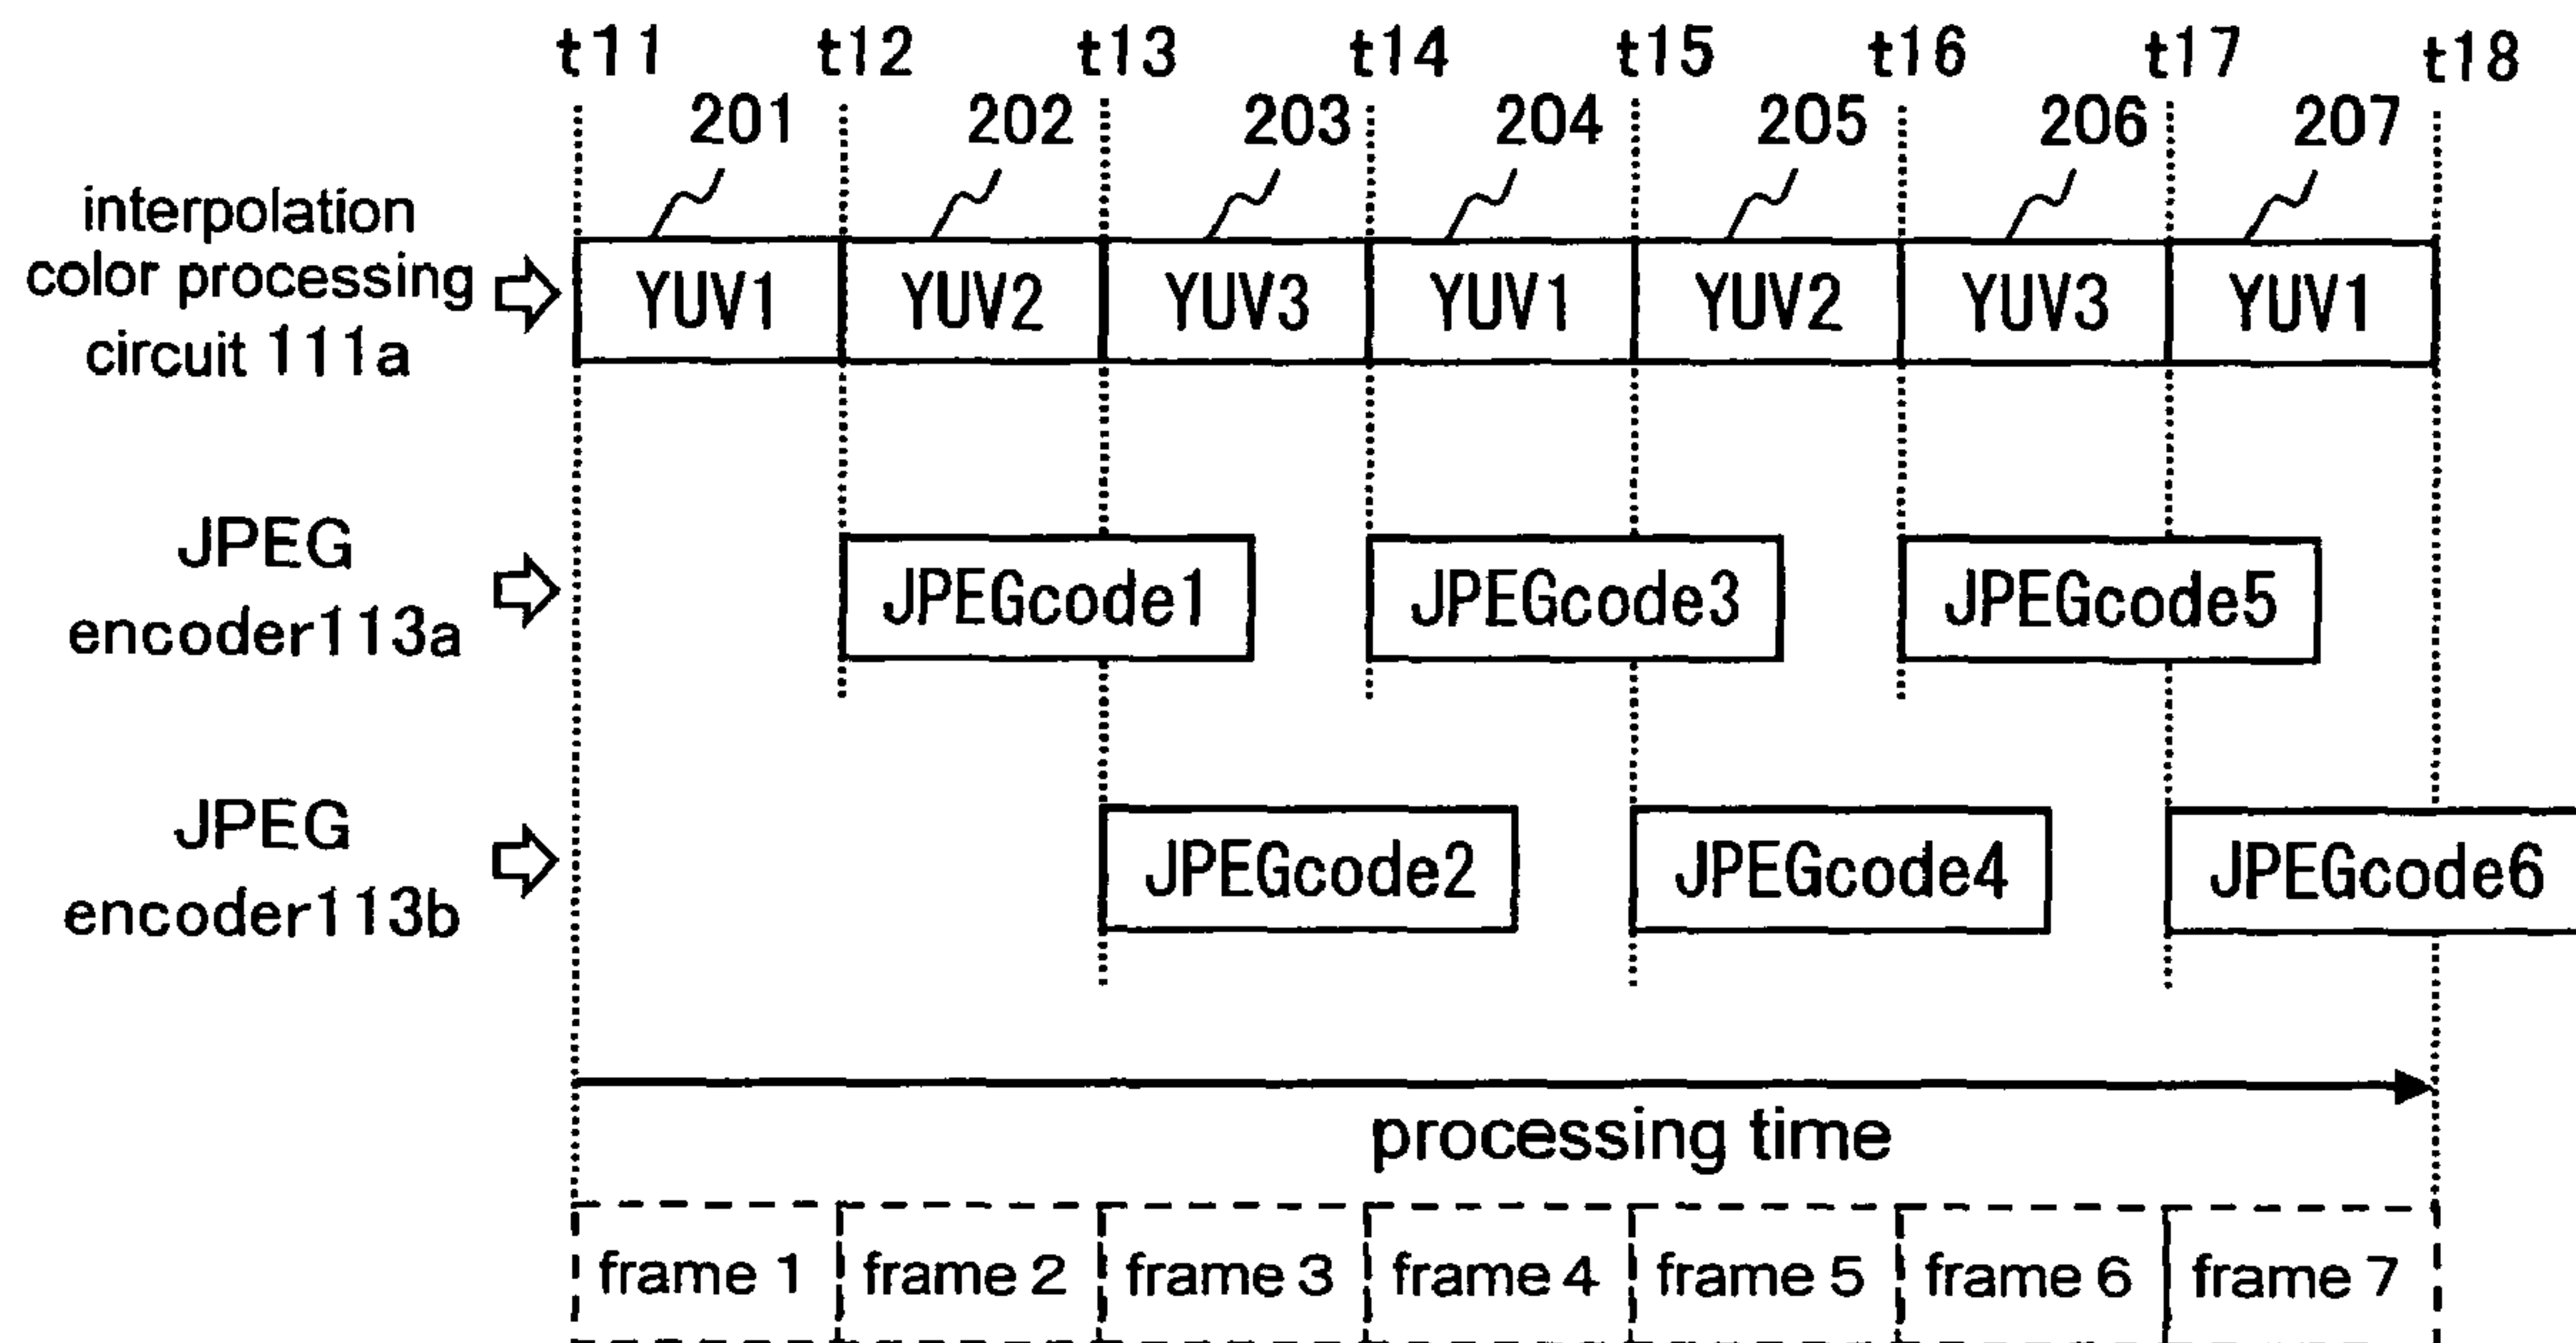 t11 t12 t13 t14 t15 t16 t17 t18
201 202 203 204 205 206 207
interpolation
color processing
circuit 111a
YUV1 YUV2 YUV3 YUV1 YUV2 YUV3 YUV1
JPEG
encoder113a
JPEGcode1 JPEGcode3 JPEGcode5
JPEG
encoder113b
JPEGcode2 JPEGcode4 JPEGcode6
processing time
frame 1 frame 2 frame 3 frame 4 frame 5 frame 6 frame 7